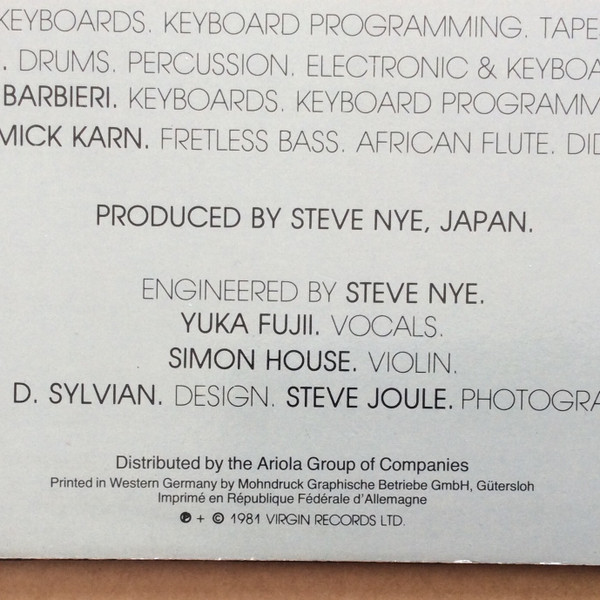 KEYBOARDS. KEYBOARD PROGRAMMING. TAPE
. DRUMS. PERCUSSION. ELECTRONIC & KEYBOA
BARBIERI. KEYBOARDS. KEYBOARD PROGRAMM
MICK KARN. FRETLESS BASS. AFRICAN FLUTE. DID
PRODUCED BY STEVE NYE, JAPAN.
ENGINEERED BY STEVE NYE.
YUKA FUJII. VOCALS.
SIMON HOUSE. VIOLIN.
D. SYLVIAN. DESIGN. STEVE JOULE. PHOTOGRA
Distributed by the Ariola Group of Companies
Printed in Western Germany by Mohndruck Graphische Betriebe GmbH, Gütersloh
Imprimé en République Fédérale d'Allemagne
℗ + © 1981 VIRGIN RECORDS LTD.